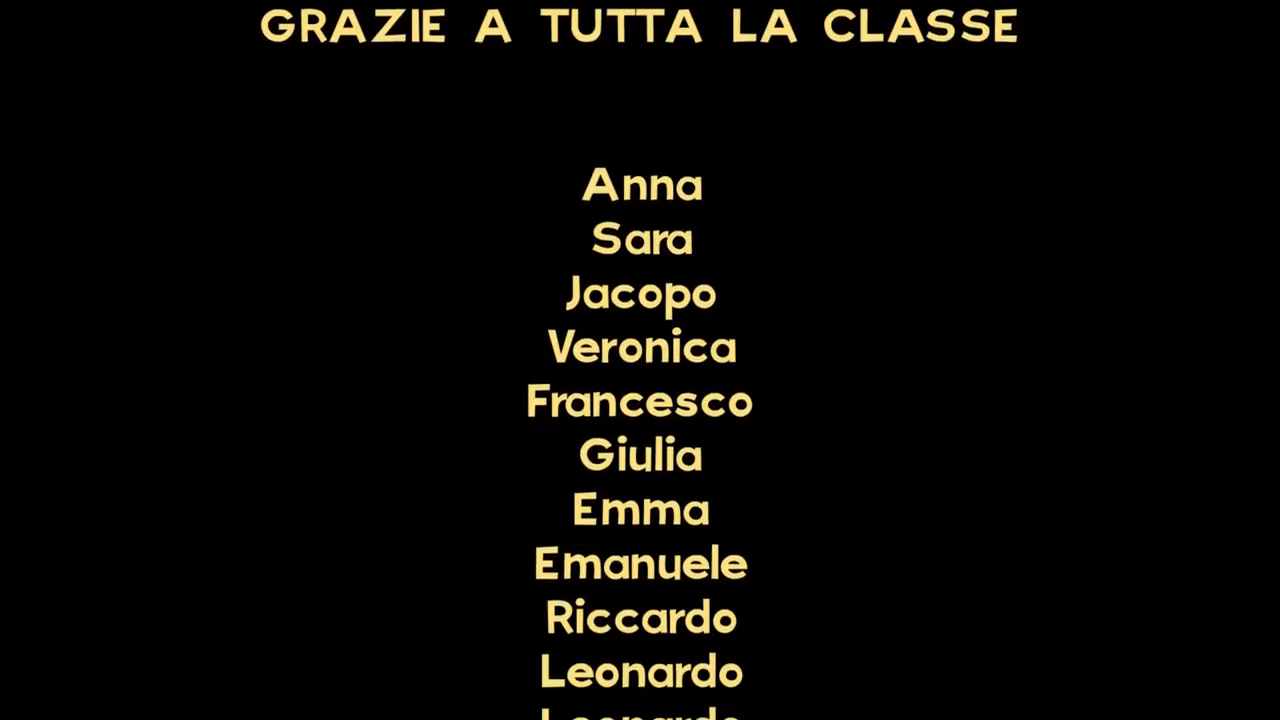 GRAZIE A TUTTA LA CLASSE
Anna
Sara
Jacopo
Veronica
Francesco
Giulia
Emma
Emanuele
Riccardo
Leonardo